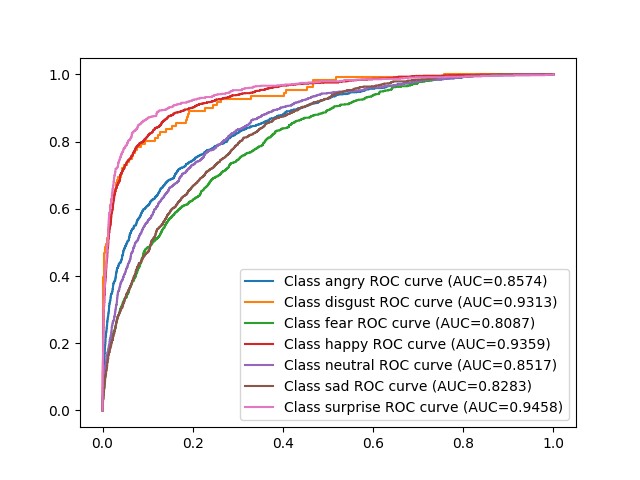 1.0
0.8
0.6
0.4
0.2
0.0
Class angry ROC curve (AUC=0.8574)
Class disgust ROC curve (AUC=0.9313)
Class fear ROC curve (AUC=0.8087)
Class happy ROC curve (AUC=0.9359)
Class neutral ROC curve (AUC=0.8517)
Class sad ROC curve (AUC=0.8283)
Class surprise ROC curve (AUC=0.9458)
0.0 0.2 0.4 0.6 0.8 1.0